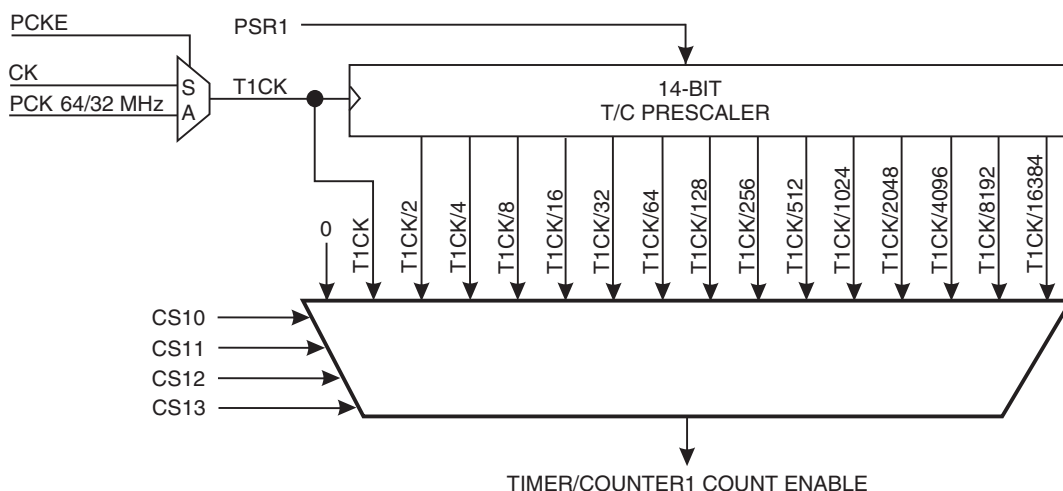 PCKE
PSR1
CK
PCK 64/32 MHz
S
A
T1CK
14-BIT
T/C PRESCALER
0
T1CK
T1CK/2
T1CK/4
T1CK/8
T1CK/16
T1CK/32
T1CK/64
T1CK/128
T1CK/256
T1CK/512
T1CK/1024
T1CK/2048
T1CK/4096
T1CK/8192
T1CK/16384
CS10
CS11
CS12
CS13
TIMER/COUNTER1 COUNT ENABLE